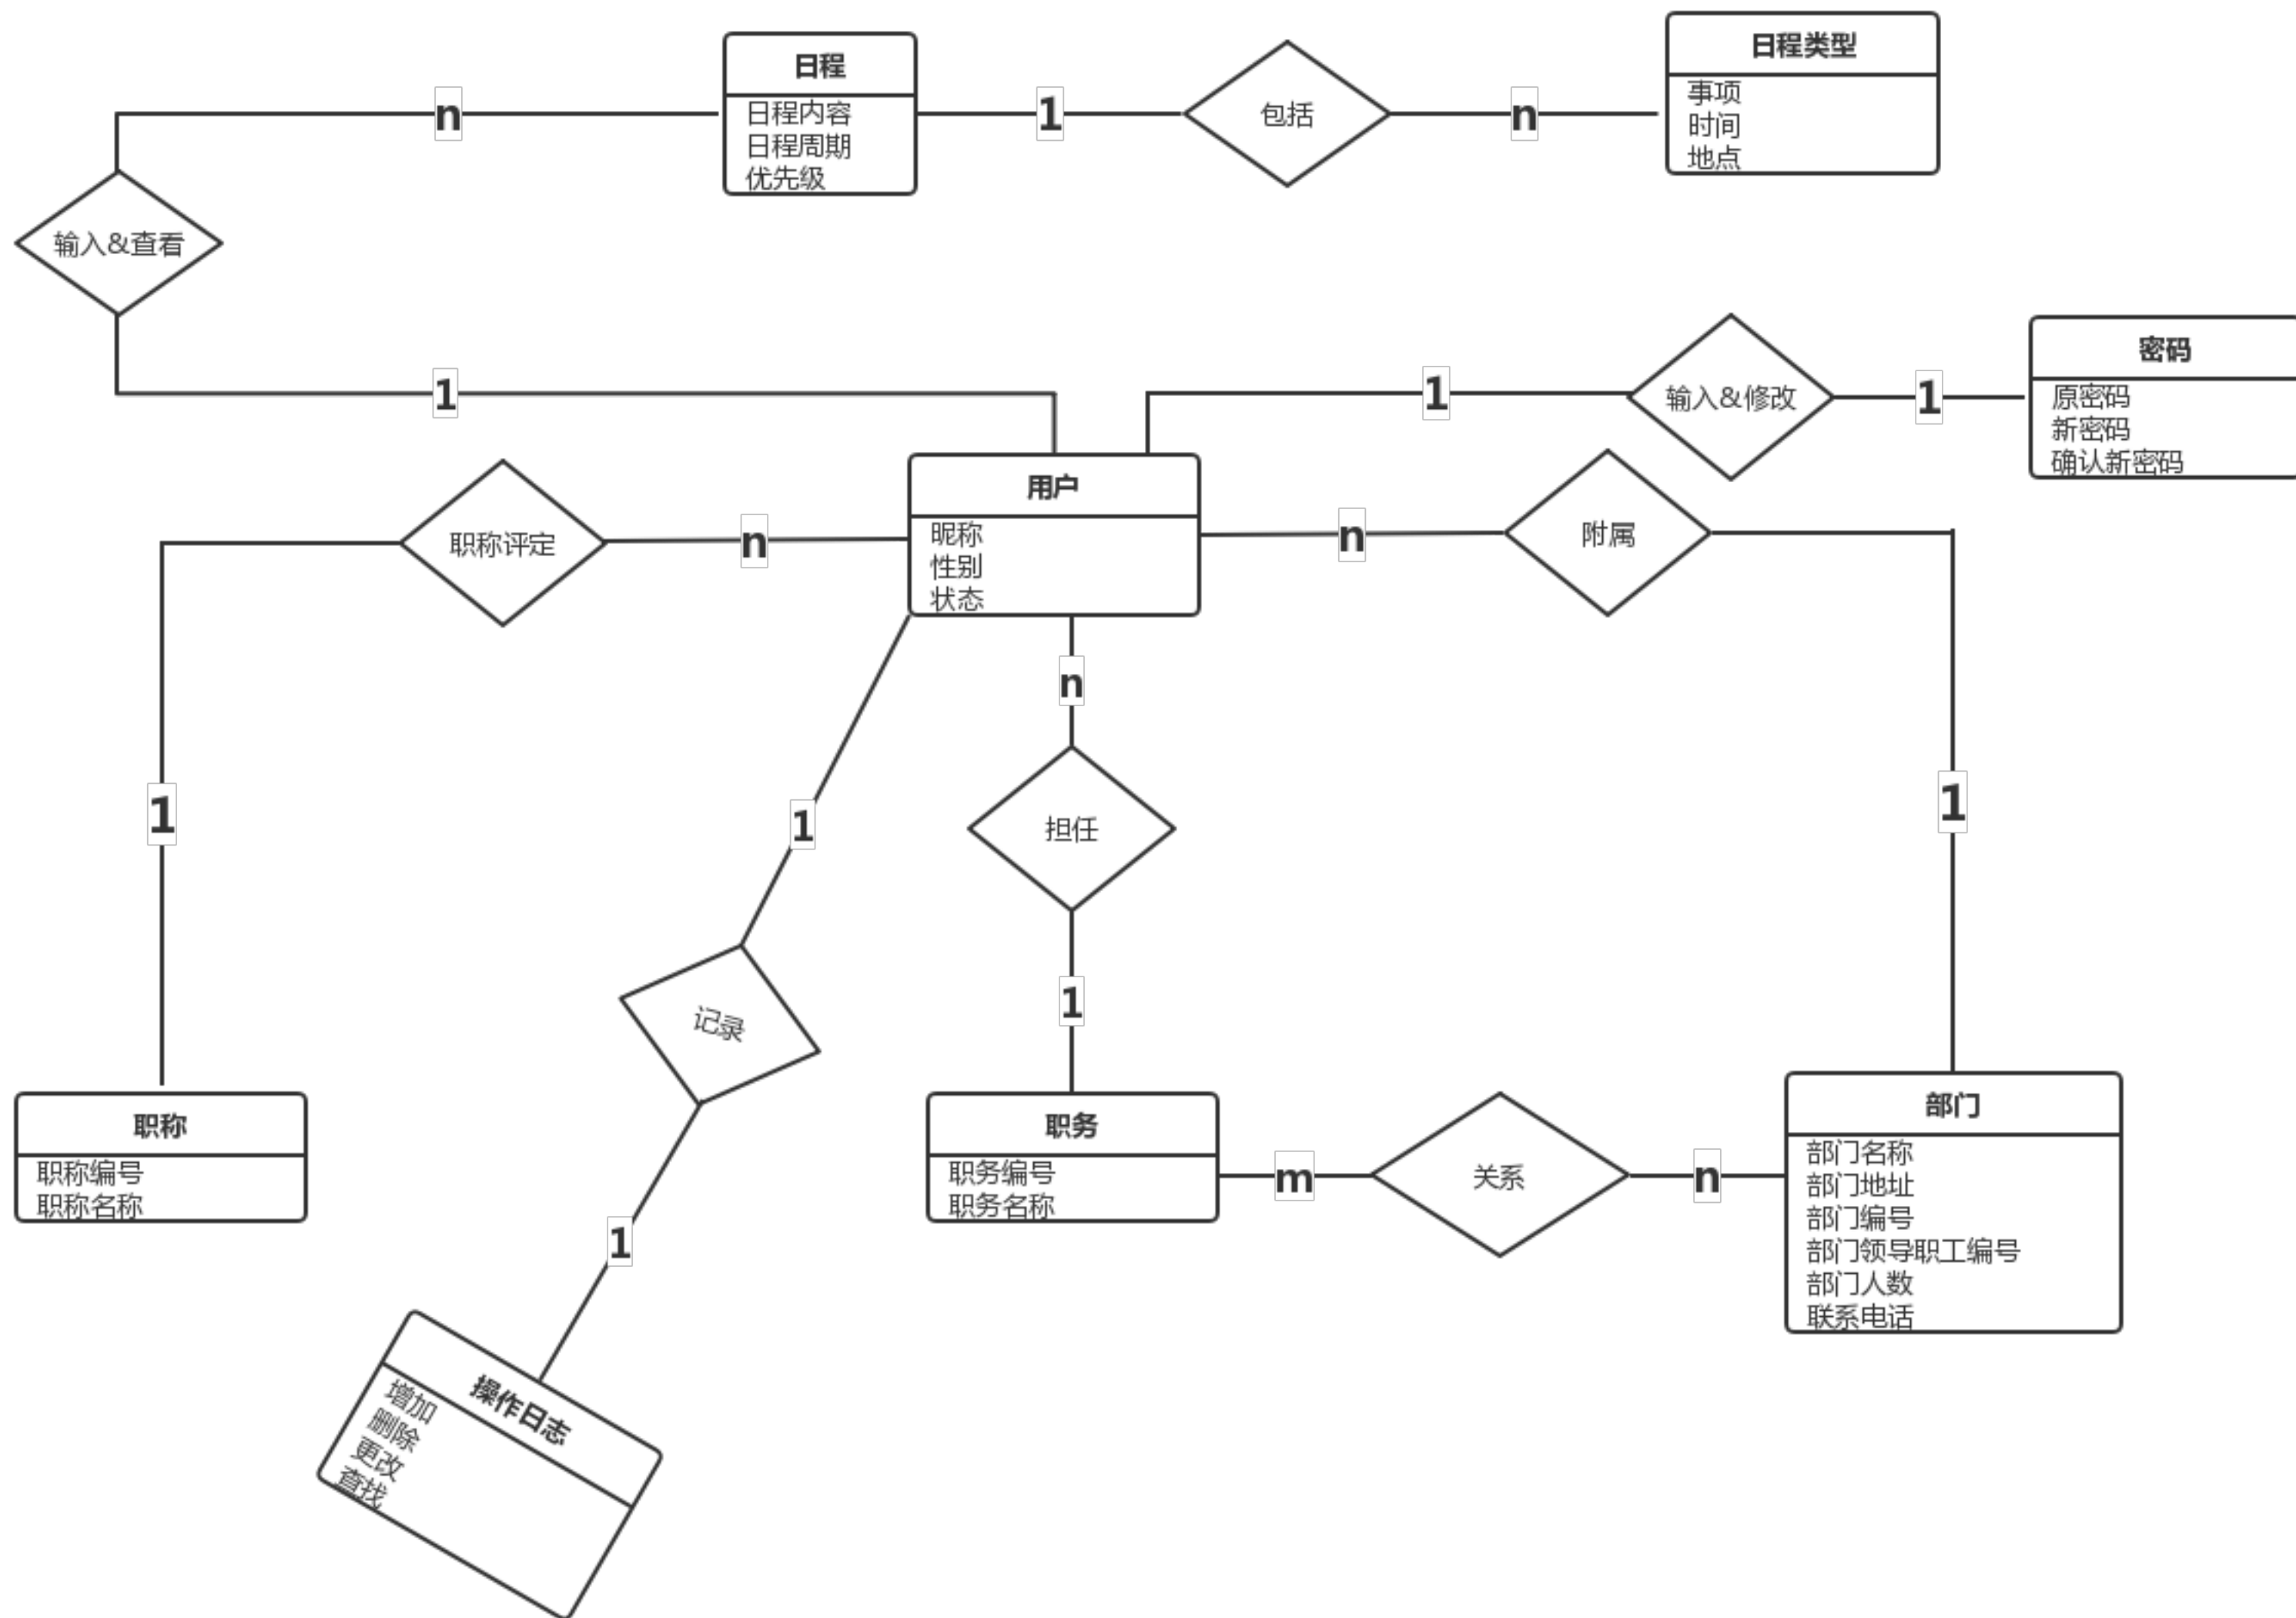 日程
日程内容
日程周期
优先级
1
包括
n
日程类型
事项
时间
地点
n
输入&查看
1
1
输入&修改
1
密码
原密码
新密码
确认新密码
用户
昵称
性别
状态
职称评定
n
n
附属
1
1
1
n
担任
1
记录
1
职称
职称编号
职称名称
职务
职务编号
职务名称
m
关系
n
部门
部门名称
部门地址
部门编号
部门领导职工编号
部门人数
联系电话
操作日志
增加
删除
更改
查找